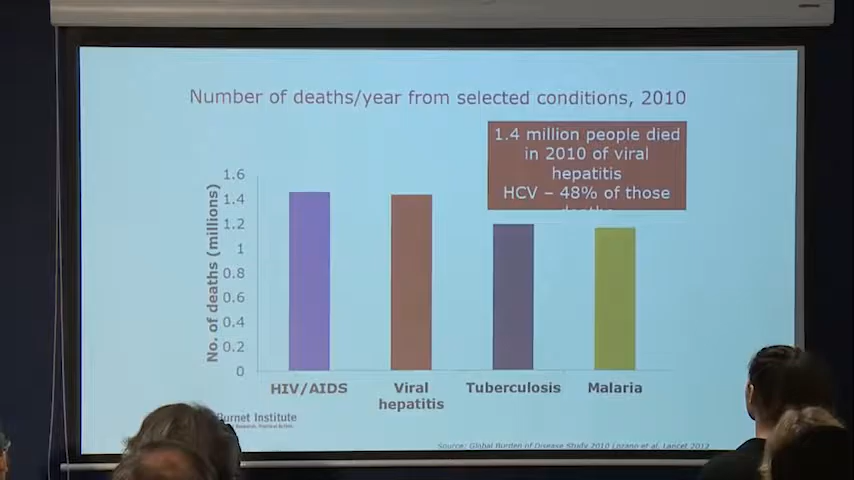 Number of deaths/year from selected conditions, 2010
1.4 million people died
in 2010 of viral
hepatitis
HCV – 48% of those
deaths
No. of deaths (millions)
1.6
1.4
1.2
1
0.8
0.6
0.4
0.2
0
HIV/AIDS
Viral
hepatitis
Tuberculosis
Malaria
Burnet Institute
Source: Global Burden of Disease Study 2010 Lozano et al, Lancet 2012